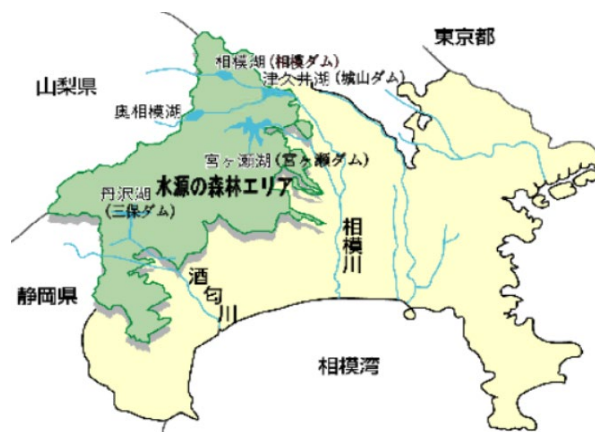 東京都
相模湖(相模ダム)
山梨県
津久井湖(城山ダム)
奥相模湖
宮ヶ瀬湖(宮ヶ瀬ダム)
水源の森林エリア
丹沢湖
(三保ダム)
相模川
酒匂川
静岡県
相模湾